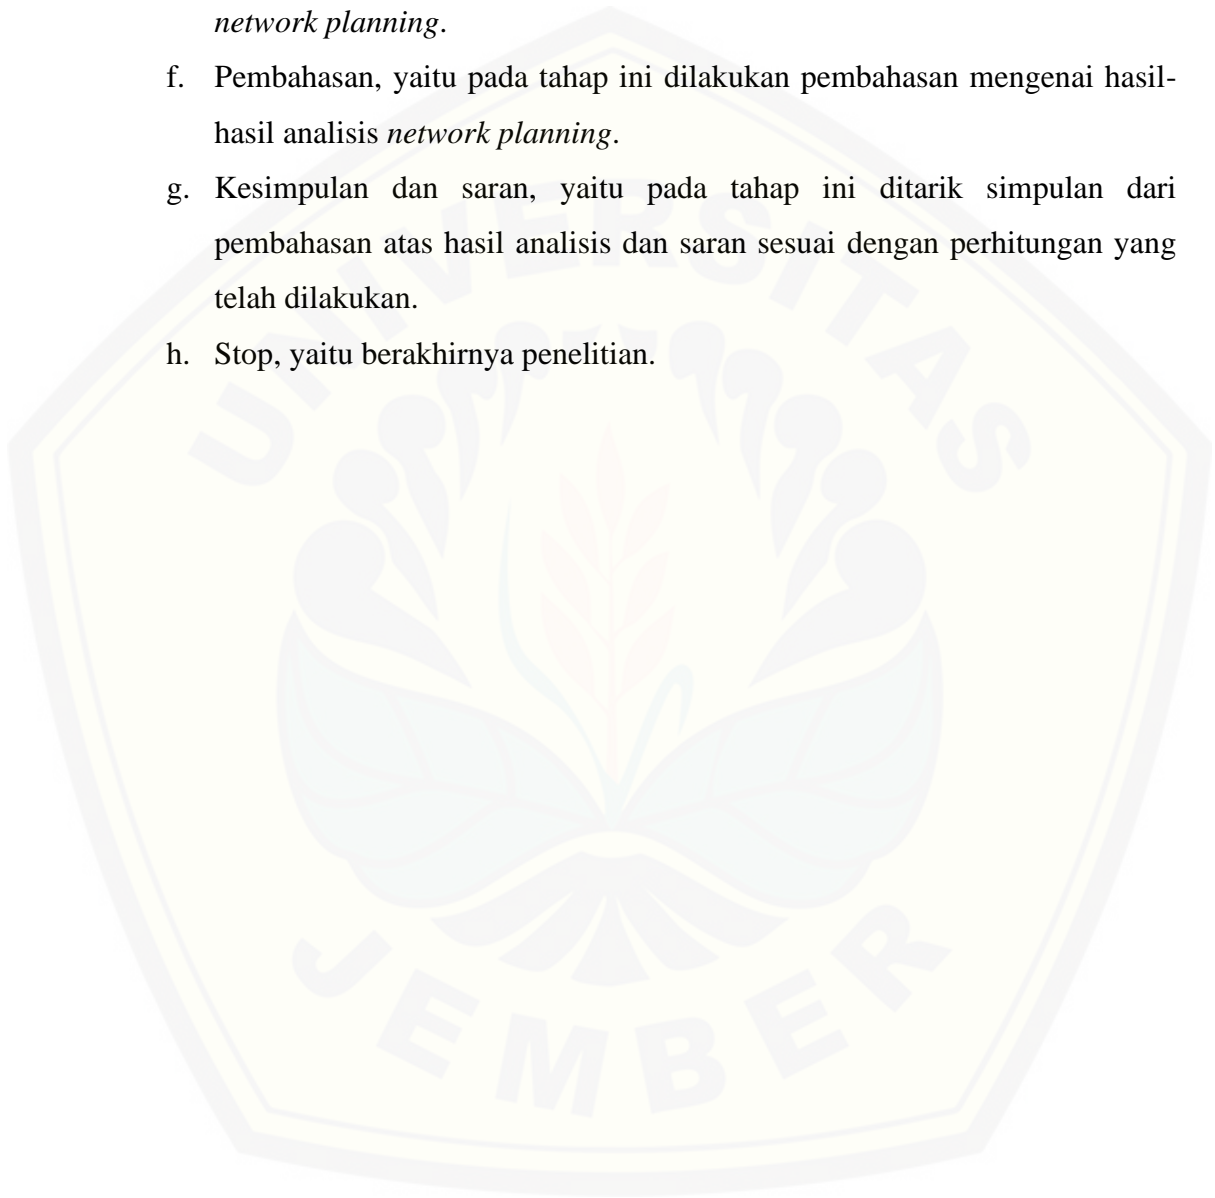 network planning.
f. Pembahasan, yaitu pada tahap ini dilakukan pembahasan mengenai hasil-
hasil analisis network planning.
g. Kesimpulan dan saran, yaitu pada tahap ini ditarik simpulan dari
pembahasan atas hasil analisis dan saran sesuai dengan perhitungan yang
telah dilakukan.
h. Stop, yaitu berakhirnya penelitian.
UNIVERSITAS
JEMBER